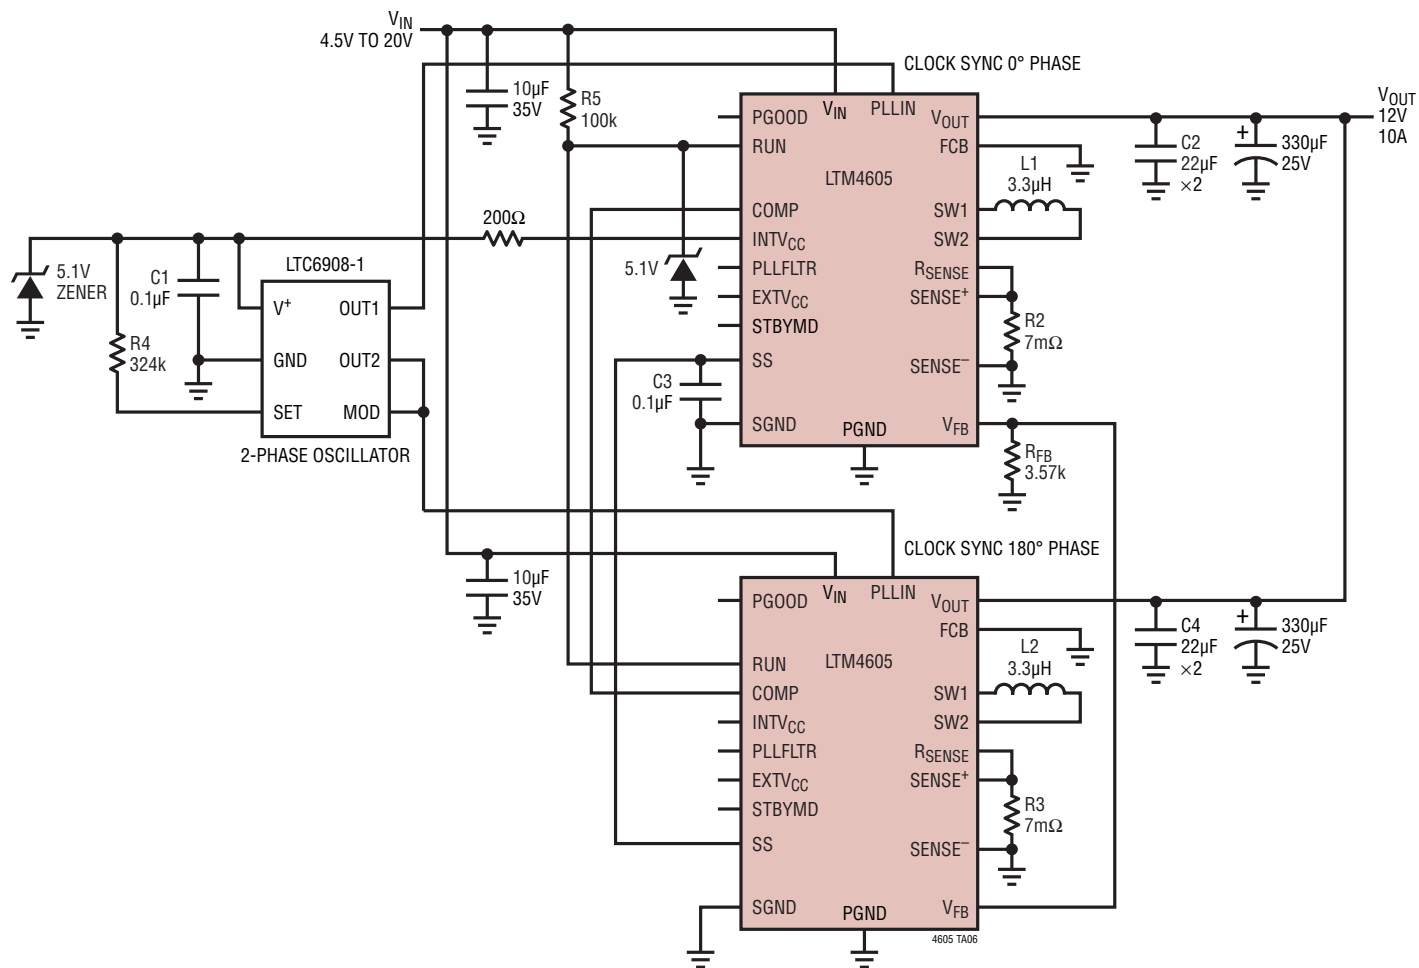 VIN
4.5V TO 20V
CLOCK SYNC 0° PHASE
10µF
35V
R5
100k
VIN
PLLIN
PGOOD
VOUT
VOUT
12V
10A
RUN
FCB
C2
22µF
×2
+
330µF
25V
LTM4605
L1
3.3µH
COMP
SW1
200Ω
INTVCC
SW2
5.1V
ZENER
C1
0.1µF
LTC6908-1
5.1V
PLLFLTR
RSENSE
EXTVCC
SENSE+
V+
OUT1
STBYMD
R2
7mΩ
R4
324k
GND
OUT2
SS
SENSE−
C3
0.1µF
SET
MOD
SGND
PGND
VFB
2-PHASE OSCILLATOR
RFB
3.57k
CLOCK SYNC 180° PHASE
10µF
35V
VIN
PLLIN
PGOOD
VOUT
FCB
C4
22µF
×2
+
330µF
25V
RUN
LTM4605
L2
3.3µH
COMP
SW1
INTVCC
SW2
PLLFLTR
RSENSE
EXTVCC
SENSE+
STBYMD
R3
7mΩ
SS
SENSE−
SGND
PGND
VFB
4605 TA06